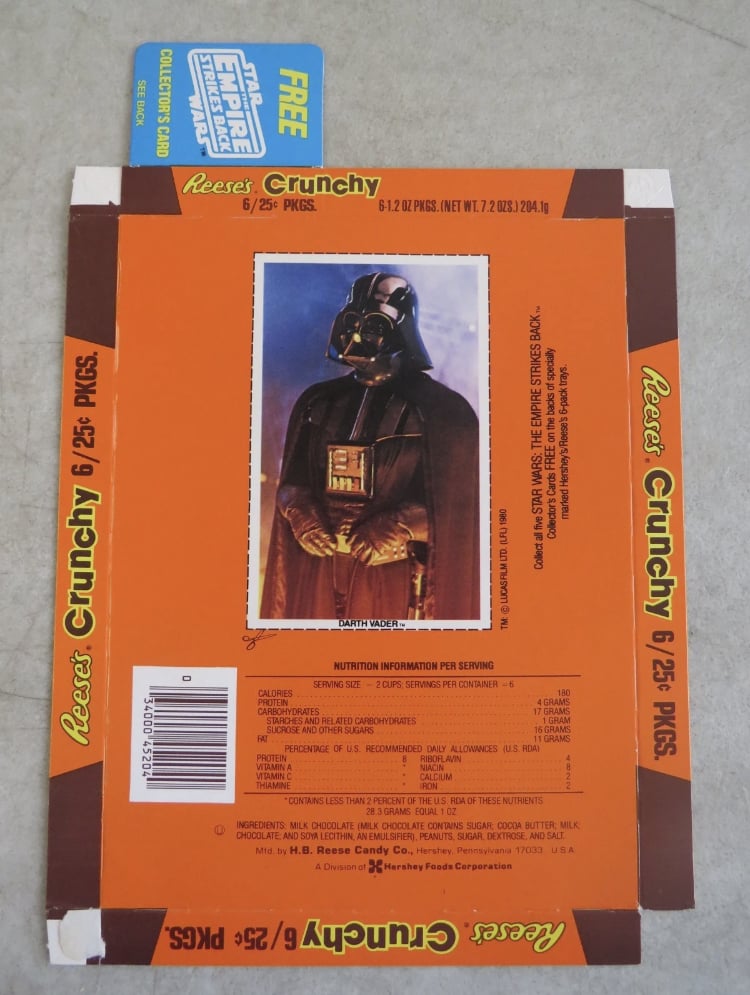 FREE
STAR
THE
EMPIRE
STRIKES BACK
WARS™
COLLECTOR'S CARD
SEE BACK
Reese's. Crunchy
6/25¢ PKGS.
6-1.2 OZ PKGS. (NET WT. 7.2 OZS.) 204.1g
Reese's. Crunchy 6/25¢ PKGS.
DARTH VADER™
TM: © LUCASFILM LTD. (LFL) 1980
Collect all five STAR WARS: THE EMPIRE STRIKES BACK™
Collector's Cards FREE on the backs of specially
marked Hershey's/Reese's 6-pack trays.
Reese's. Crunchy 6/25¢ PKGS.
0
34000 45204
NUTRITION INFORMATION PER SERVING
SERVING SIZE — 2 CUPS; SERVINGS PER CONTAINER — 6
CALORIES 180
PROTEIN 4 GRAMS
CARBOHYDRATES 17 GRAMS
STARCHES AND RELATED CARBOHYDRATES 1 GRAM
SUCROSE AND OTHER SUGARS 16 GRAMS
FAT 11 GRAMS
PERCENTAGE OF U.S. RECOMMENDED DAILY ALLOWANCES (U.S. RDA)
PROTEIN 8 RIBOFLAVIN 4
VITAMIN A * NIACIN 8
VITAMIN C * CALCIUM 2
THIAMINE * IRON 2
*CONTAINS LESS THAN 2 PERCENT OF THE U.S. RDA OF THESE NUTRIENTS
28.3 GRAMS EQUAL 1 OZ
U INGREDIENTS: MILK CHOCOLATE (MILK CHOCOLATE CONTAINS SUGAR; COCOA BUTTER; MILK;
CHOCOLATE; AND SOYA LECITHIN, AN EMULSIFIER), PEANUTS, SUGAR, DEXTROSE, AND SALT.
Mfd. by H.B. Reese Candy Co., Hershey, Pennsylvania 17033 U.S.A.
A Division of Hershey Foods Corporation
Reese's. Crunchy 6/25¢ PKGS.